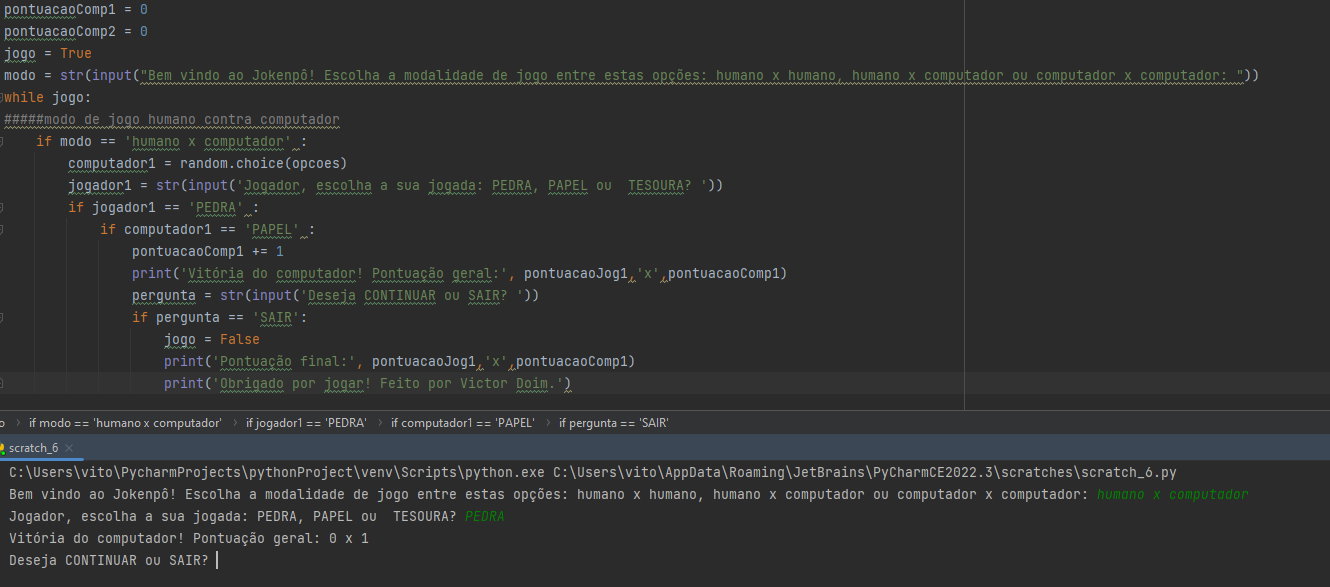 pontuacaoComp1 = 0
pontuacaoComp2 = 0
jogo = True
modo = str(input("Bem vindo ao Jokenpô! Escolha a modalidade de jogo entre estas opções: humano x humano, humano x computador ou computador x computador: "))
while jogo:
#####modo de jogo humano contra computador
if modo == 'humano x computador' :
computador1 = random.choice(opcoes)
jogador1 = str(input('Jogador, escolha a sua jogada: PEDRA, PAPEL ou  TESOURA? '))
if jogador1 == 'PEDRA' :
if computador1 == 'PAPEL' :
pontuacaoComp1 += 1
print('Vitória do computador! Pontuação geral:', pontuacaoJog1,'x',pontuacaoComp1)
pergunta = str(input('Deseja CONTINUAR ou SAIR? '))
if pergunta == 'SAIR':
jogo = False
print('Pontuação final:', pontuacaoJog1,'x',pontuacaoComp1)
print('Obrigado por jogar! Feito por Victor Doim.')
o › if modo == 'humano x computador' › if jogador1 == 'PEDRA' › if computador1 == 'PAPEL' › if pergunta == 'SAIR'
scratch_6 ×
C:\Users\vito\PycharmProjects\pythonProject\venv\Scripts\python.exe C:\Users\vito\AppData\Roaming\JetBrains\PyCharmCE2022.3\scratches\scratch_6.py
Bem vindo ao Jokenpô! Escolha a modalidade de jogo entre estas opções: humano x humano, humano x computador ou computador x computador: humano x computador
Jogador, escolha a sua jogada: PEDRA, PAPEL ou  TESOURA? PEDRA
Vitória do computador! Pontuação geral: 0 x 1
Deseja CONTINUAR ou SAIR?